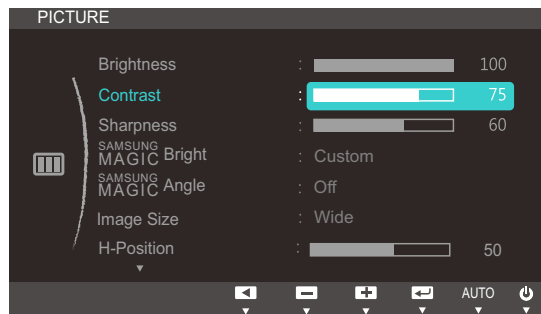 PICTURE
Brightness : 100
Contrast : 75
Sharpness : 60
SAMSUNG MAGIC Bright : Custom
SAMSUNG MAGIC Angle : Off
Image Size : Wide
H-Position : 50
AUTO